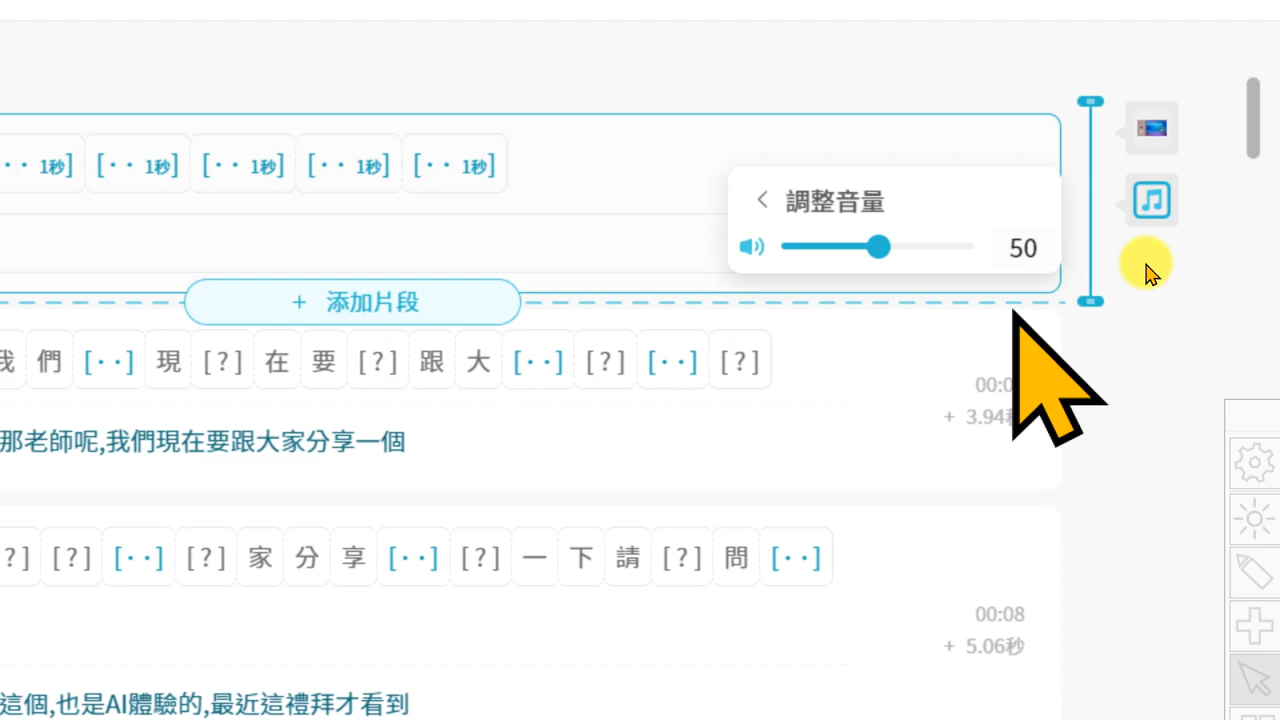 ·· 1秒] [·· 1秒] [·· 1秒] [·· 1秒] [·· 1秒]
調整音量
50
+ 添加片段
我 們 [··] 現 [?] 在 要 [?] 跟 大 [··] [?] [··] [?]
00:0
+ 3.94秒
那老師呢,我們現在要跟大家分享一個
?] [?] [··] [?] 家 分 享 [··] [?] 一 下 請 [?] 問 [··]
00:08
+ 5.06秒
這個,也是AI體驗的,最近這禮拜才看到